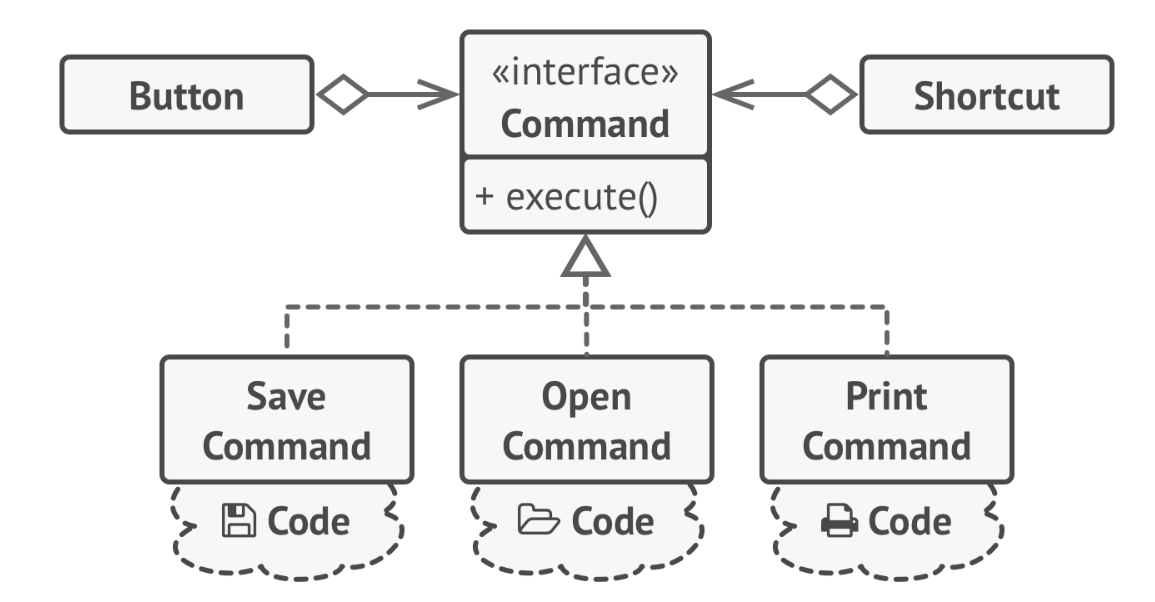 Button
«interface»
Command
+ execute()
Shortcut
Save
Command
Open
Command
Print
Command
Code
Code
Code